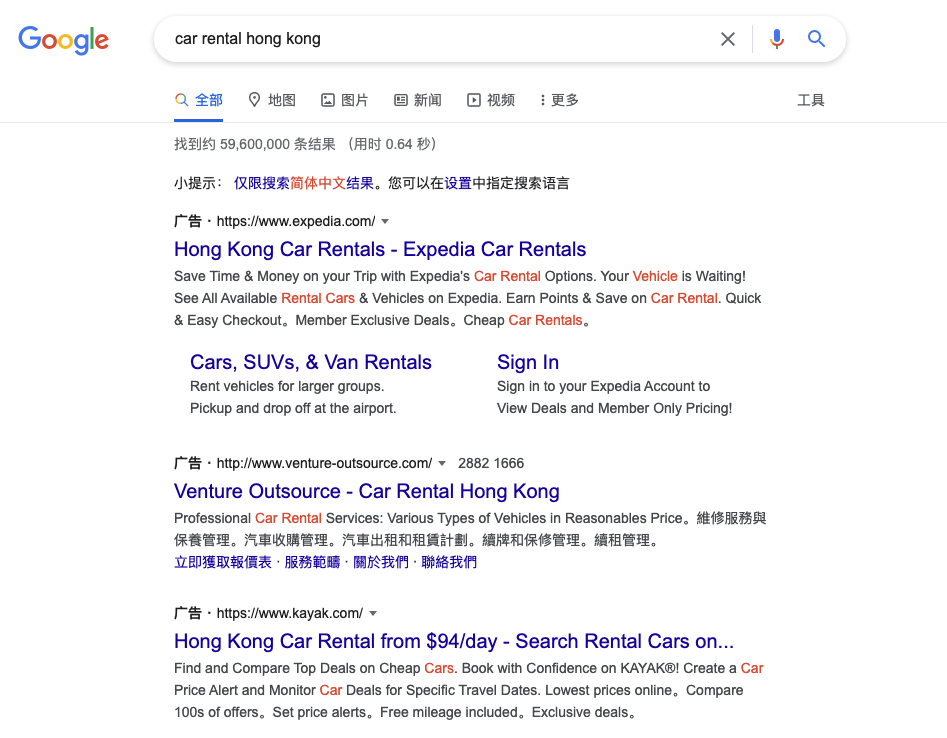 Google
car rental hong kong
全部 地图 图片 新闻 视频 更多 工具
找到约 59,600,000 条结果 （用时 0.64 秒）
小提示： 仅限搜索简体中文结果。您可以在设置中指定搜索语言
广告 · https://www.expedia.com/
Hong Kong Car Rentals - Expedia Car Rentals
Save Time & Money on your Trip with Expedia's Car Rental Options. Your Vehicle is Waiting!
See All Available Rental Cars & Vehicles on Expedia. Earn Points & Save on Car Rental. Quick
& Easy Checkout。Member Exclusive Deals。Cheap Car Rentals。
Cars, SUVs, & Van Rentals
Rent vehicles for larger groups.
Pickup and drop off at the airport.
Sign In
Sign in to your Expedia Account to
View Deals and Member Only Pricing!
广告 · http://www.venture-outsource.com/ 2882 1666
Venture Outsource - Car Rental Hong Kong
Professional Car Rental Services: Various Types of Vehicles in Reasonables Price。維修服務與
保養管理。汽車收購管理。汽車出租和租賃計劃。續牌和保修管理。續租管理。
立即獲取報價表 · 服務範疇 · 關於我們 · 聯絡我們
广告 · https://www.kayak.com/
Hong Kong Car Rental from $94/day - Search Rental Cars on...
Find and Compare Top Deals on Cheap Cars. Book with Confidence on KAYAK®! Create a Car
Price Alert and Monitor Car Deals for Specific Travel Dates. Lowest prices online。Compare
100s of offers。Set price alerts。Free mileage included。Exclusive deals。